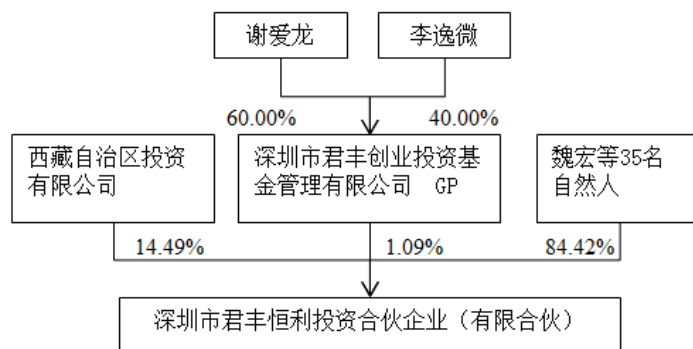 谢爱龙
李逸微
60.00%
40.00%
西藏自治区投资
有限公司
深圳市君丰创业投资基
金管理有限公司 GP
魏宏等35名
自然人
14.49%
1.09%
84.42%
深圳市君丰恒利投资合伙企业（有限合伙）